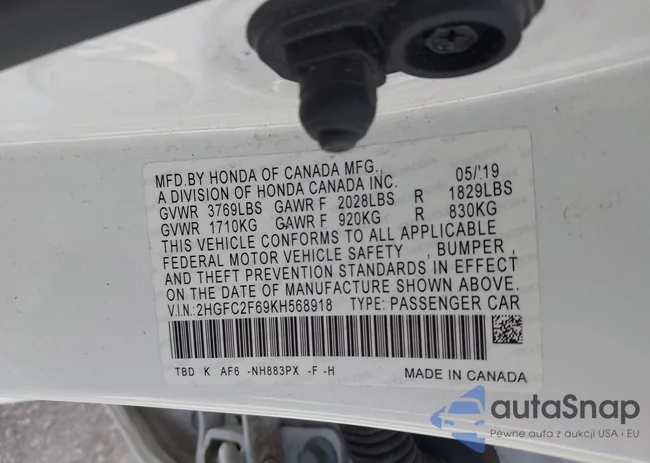 MFD.BY HONDA OF CANADA MFG., 05/'19
A DIVISION OF HONDA CANADA INC.
GVWR 3769LBS GAWR F 2028LBS R 1829LBS
GVWR 1710KG GAWR F 920KG R 830KG
THIS VEHICLE CONFORMS TO ALL APPLICABLE
FEDERAL MOTOR VEHICLE SAFETY , BUMPER ,
AND THEFT PREVENTION STANDARDS IN EFFECT
ON THE DATE OF MANUFACTURE SHOWN ABOVE.
V.I.N.: 2HGFC2F69KH568918 TYPE: PASSENGER CAR
TBD K AF6 -NH883PX -F -H MADE IN CANADA
autaSnap
Pewne auta z aukcji USA i EU